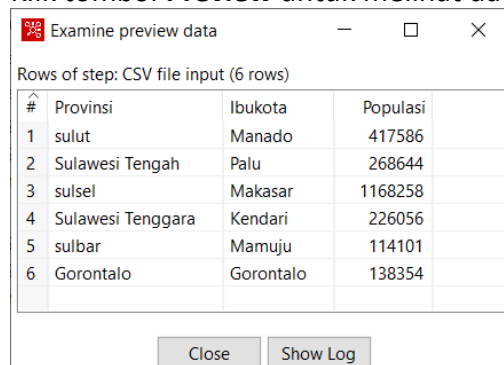 Examine preview data
Rows of step: CSV file input (6 rows)
# Provinsi Ibukota Populasi
1 sulut Manado 417586
2 Sulawesi Tengah Palu 268644
3 sulsel Makasar 1168258
4 Sulawesi Tenggara Kendari 226056
5 sulbar Mamuju 114101
6 Gorontalo Gorontalo 138354
Close Show Log